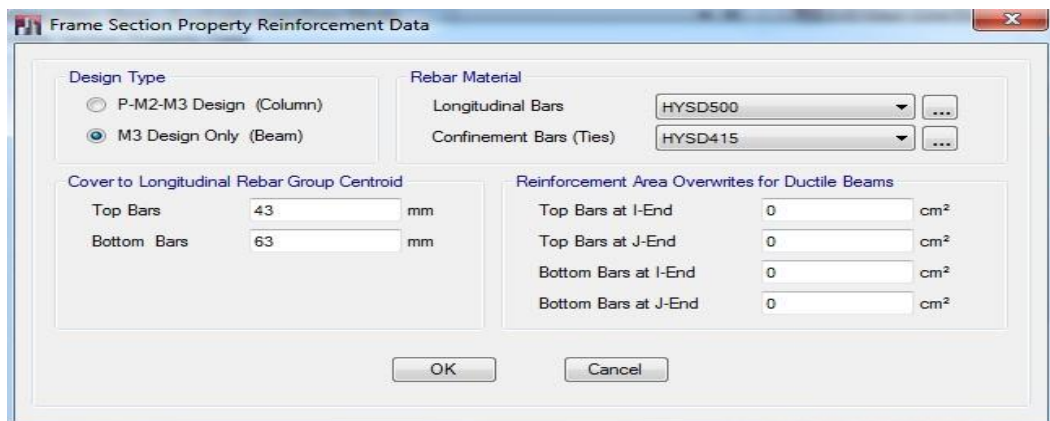 Frame Section Property Reinforcement Data
Design Type
P-M2-M3 Design (Column)
M3 Design Only (Beam)
Rebar Material
Longitudinal Bars HYSD500 ...
Confinement Bars (Ties) HYSD415 ...
Cover to Longitudinal Rebar Group Centroid
Top Bars 43 mm
Bottom Bars 63 mm
Reinforcement Area Overwrites for Ductile Beams
Top Bars at I-End 0 cm²
Top Bars at J-End 0 cm²
Bottom Bars at I-End 0 cm²
Bottom Bars at J-End 0 cm²
OK Cancel